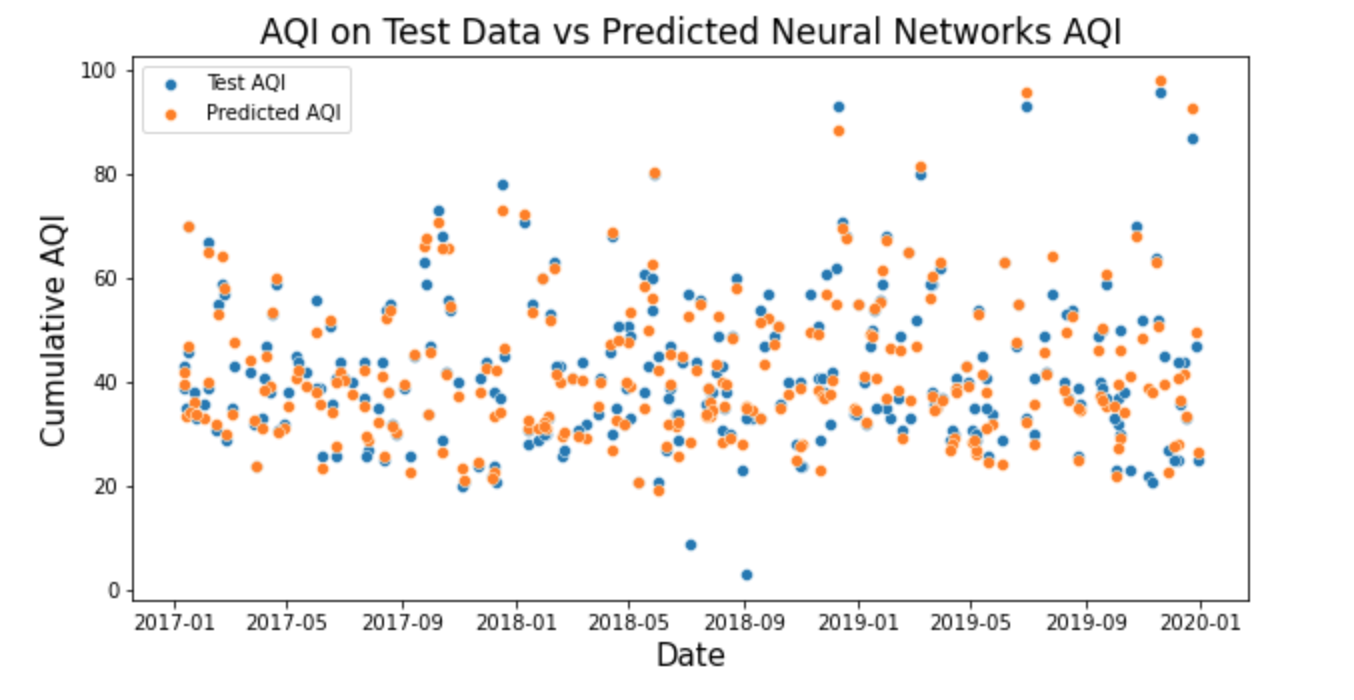 AQI on Test Data vs Predicted Neural Networks AQI
100
80
60
40
20
0
Cumulative AQI
Test AQI
Predicted AQI
2017-01 2017-05 2017-09 2018-01 2018-05 2018-09 2019-01 2019-05 2019-09 2020-01
Date